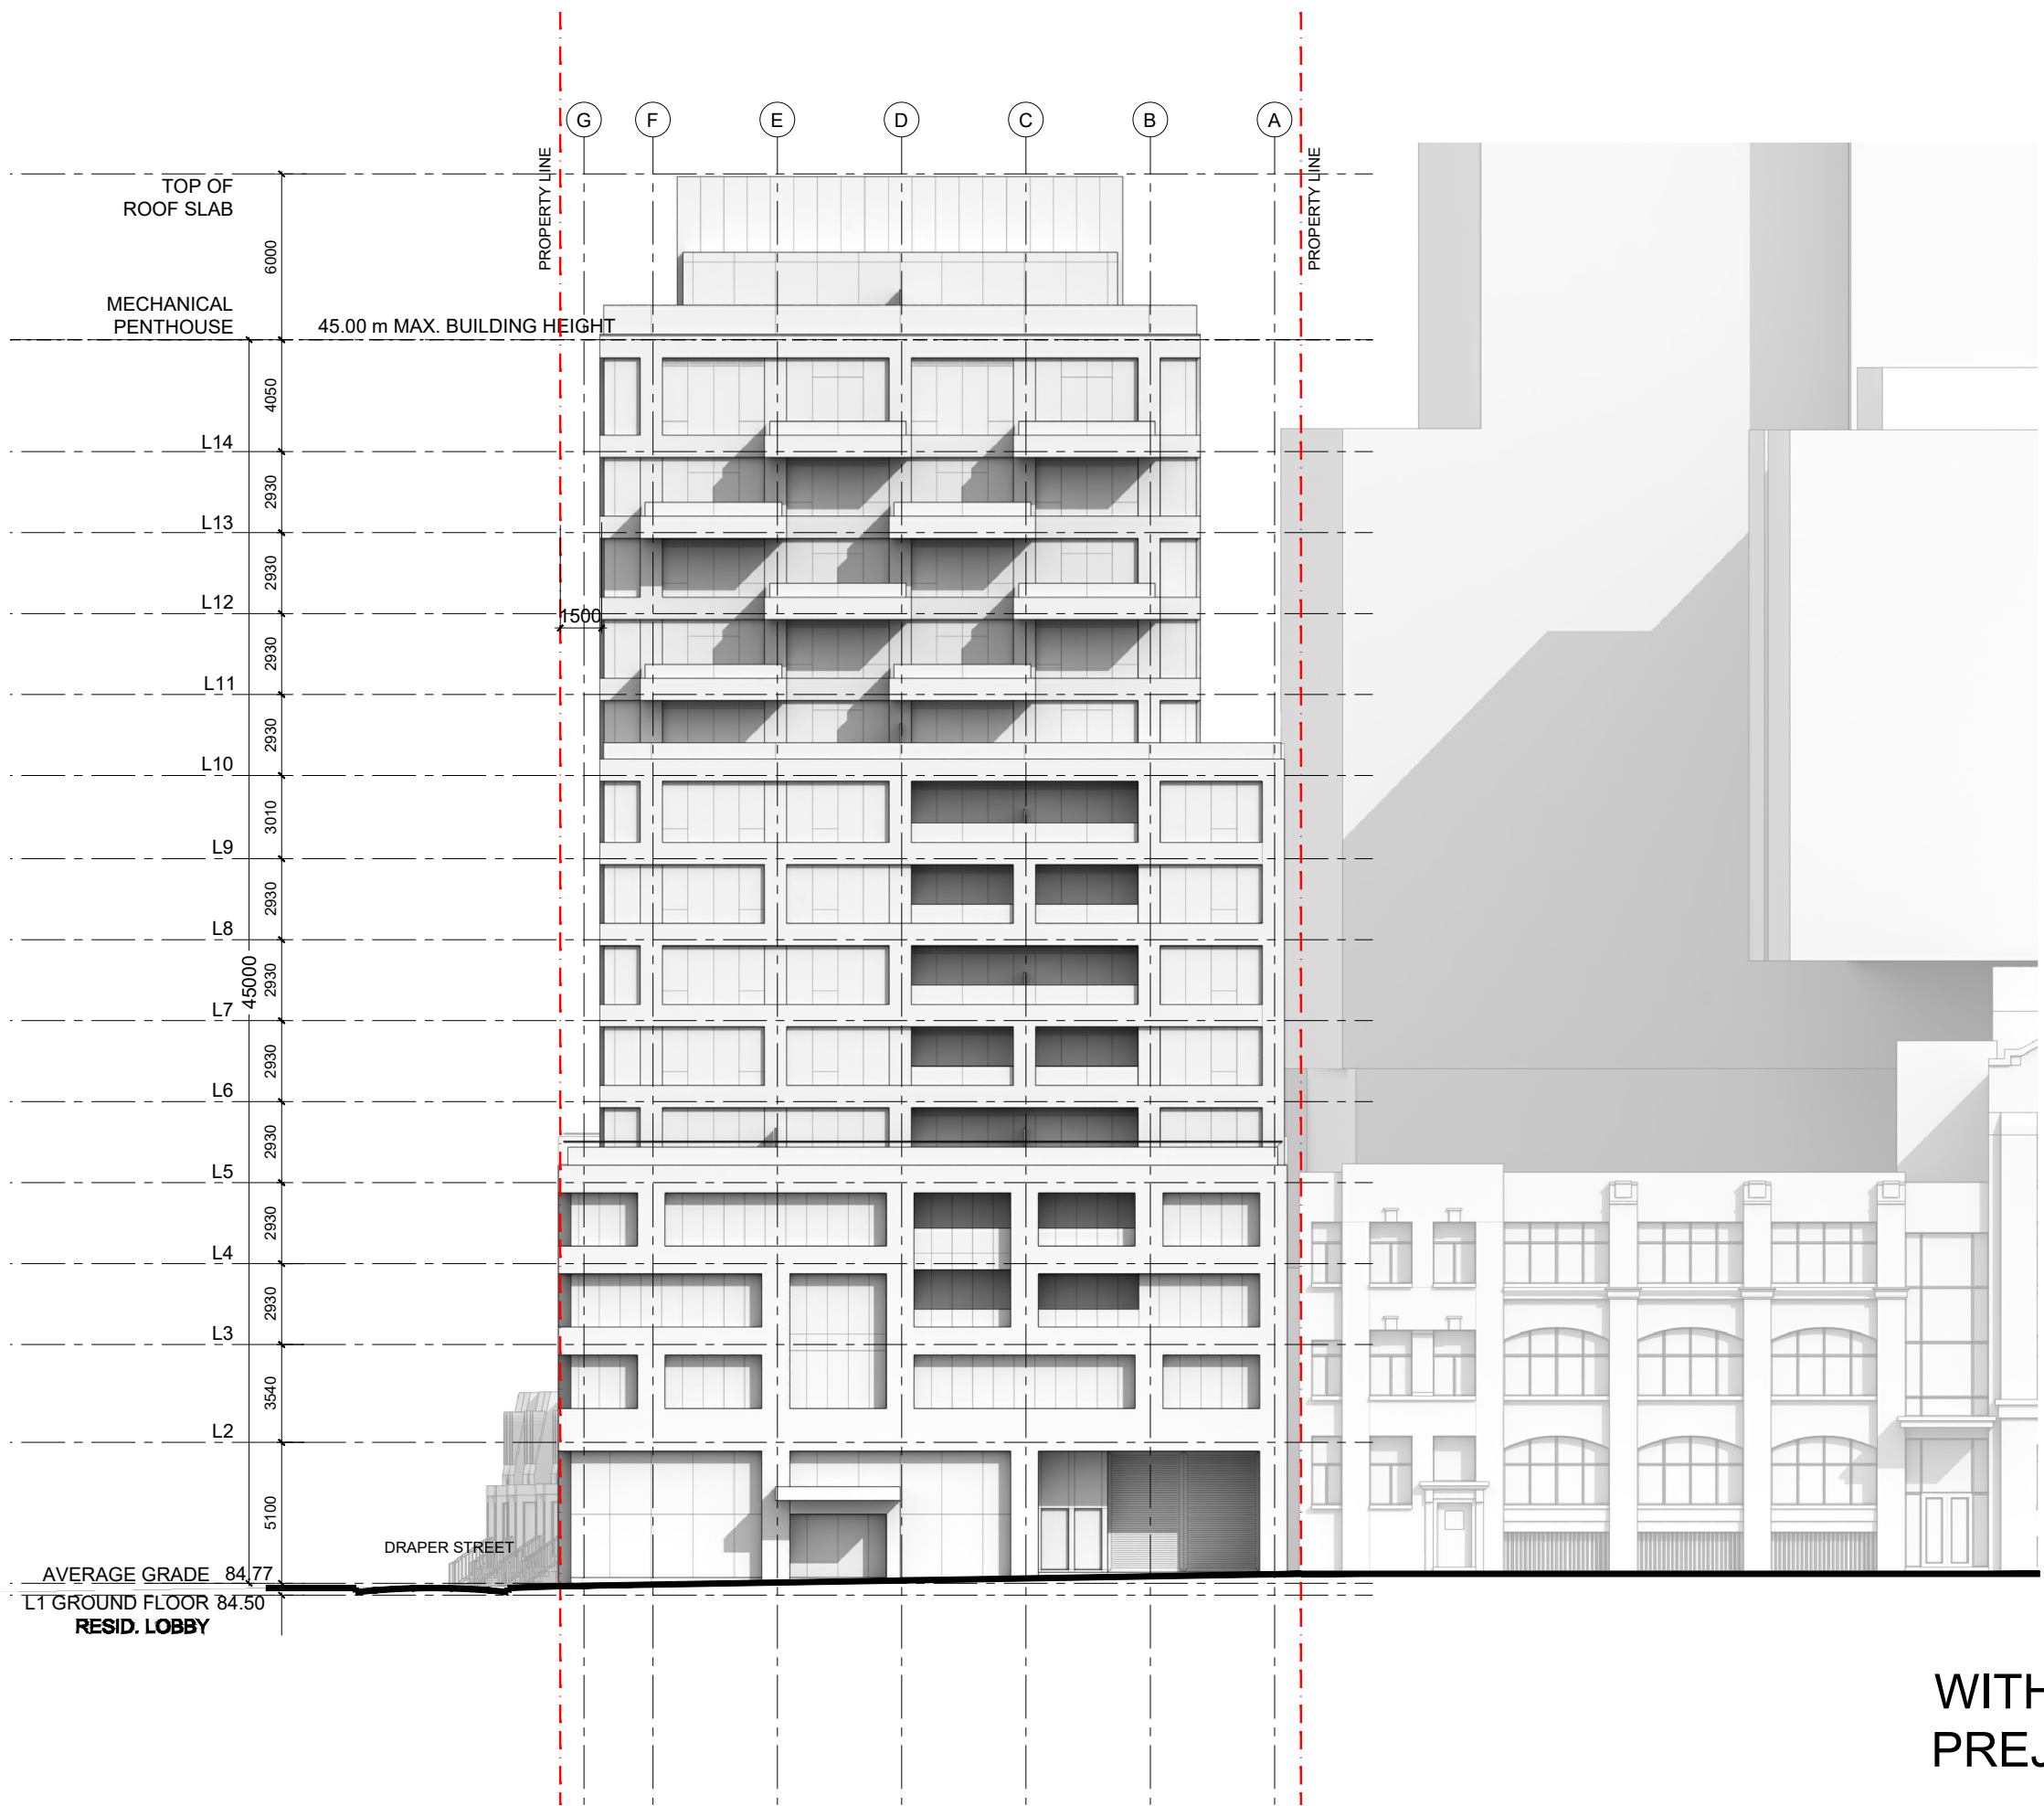 G F E D C B A
PROPERTY LINE
PROPERTY LINE
TOP OF
ROOF SLAB
6000
MECHANICAL
PENTHOUSE
45.00 m MAX. BUILDING HEIGHT
4050
L14
2930
L13
2930
L12
1500
2930
L11
2930
L10
3010
L9
2930
L8
2930
45000
L7
2930
L6
2930
L5
2930
L4
2930
L3
3540
L2
5100
DRAPER STREET
AVERAGE GRADE 84.77
L1 GROUND FLOOR 84.50
RESID. LOBBY
WITH
PREJ